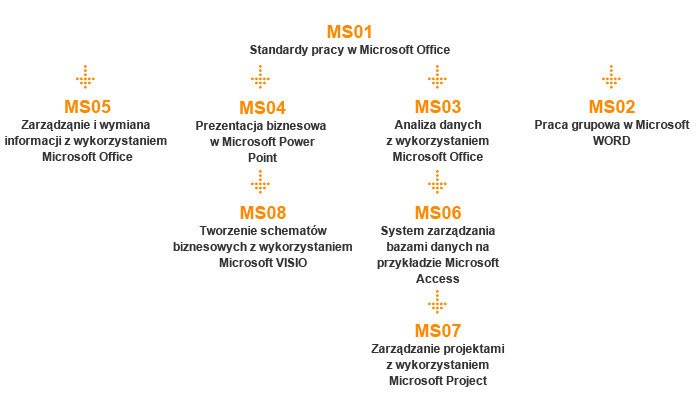 MS01
Standardy pracy w Microsoft Office
MS05
Zarządząnie i wymiana
informacji z wykorzystaniem
Microsoft Office
MS04
Prezentacja biznesowa
w Microsoft Power
Point
MS03
Analiza danych
z wykorzystaniem
Microsoft Office
MS02
Praca grupowa w Microsoft
WORD
MS08
Tworzenie schematów
biznesowych z wykorzystaniem
Microsoft VISIO
MS06
System zarządzania
bazami danych na
przykładzie Microsoft
Access
MS07
Zarządzanie projektami
z wykorzystaniem
Microsoft Project